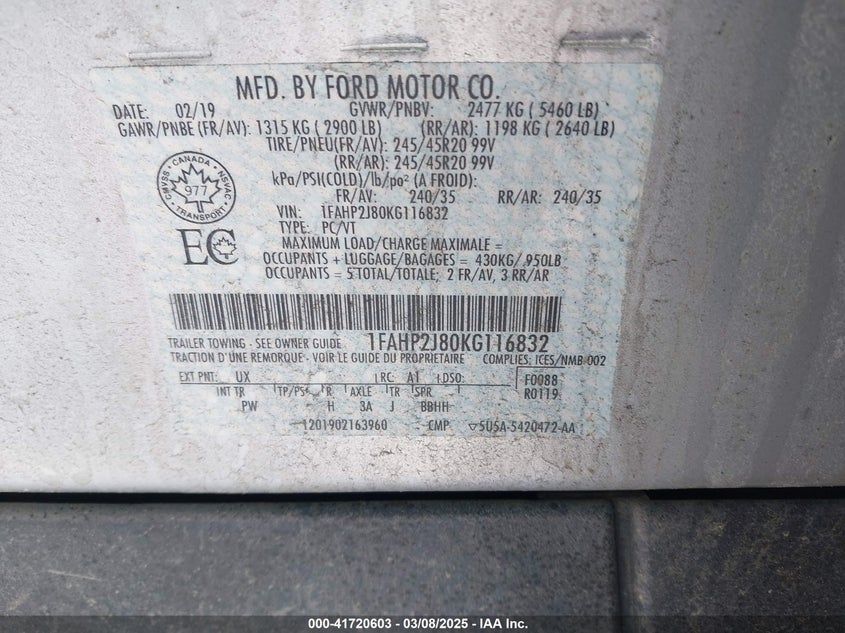 MFD. BY FORD MOTOR CO.
DATE: 02/19 GVWR/PNBV: 2477 KG ( 5460 LB)
GAWR/PNBE (FR/AV): 1315 KG ( 2900 LB) (RR/AR): 1198 KG ( 2640 LB)
TIRE/PNEU(FR/AV): 245/45R20 99V
(RR/AR): 245/45R20 99V
kPa/PSI(COLD)/lb/po² (A FROID):
FR/AV: 240/35 RR/AR: 240/35
VIN: 1FAHP2J80KG116832
TYPE: PC/VT
MAXIMUM LOAD/CHARGE MAXIMALE =
OCCUPANTS + LUGGAGE/BAGAGES = 430KG/ 950LB
OCCUPANTS = 5 TOTAL/TOTALE; 2 FR/AV, 3 RR/AR
CANADA
CMVSS
NSVAC
977
TRANSPORT
EC
TRAILER TOWING - SEE OWNER GUIDE 1FAHP2J80KG116832
TRACTION D'UNE REMORQUE - VOIR LE GUIDE DU PROPRIETAIRE COMPLIES; ICES/NMB-002
EXT PNT: UX RC: A1 DSO: F0088
INT TR TP/PS R AXLE TR SPR R0119
PW H 3A J BBHH
1201902163960 CMP ▽5U5A-5420472-AA
000-41720603 - 03/08/2025 - IAA Inc.